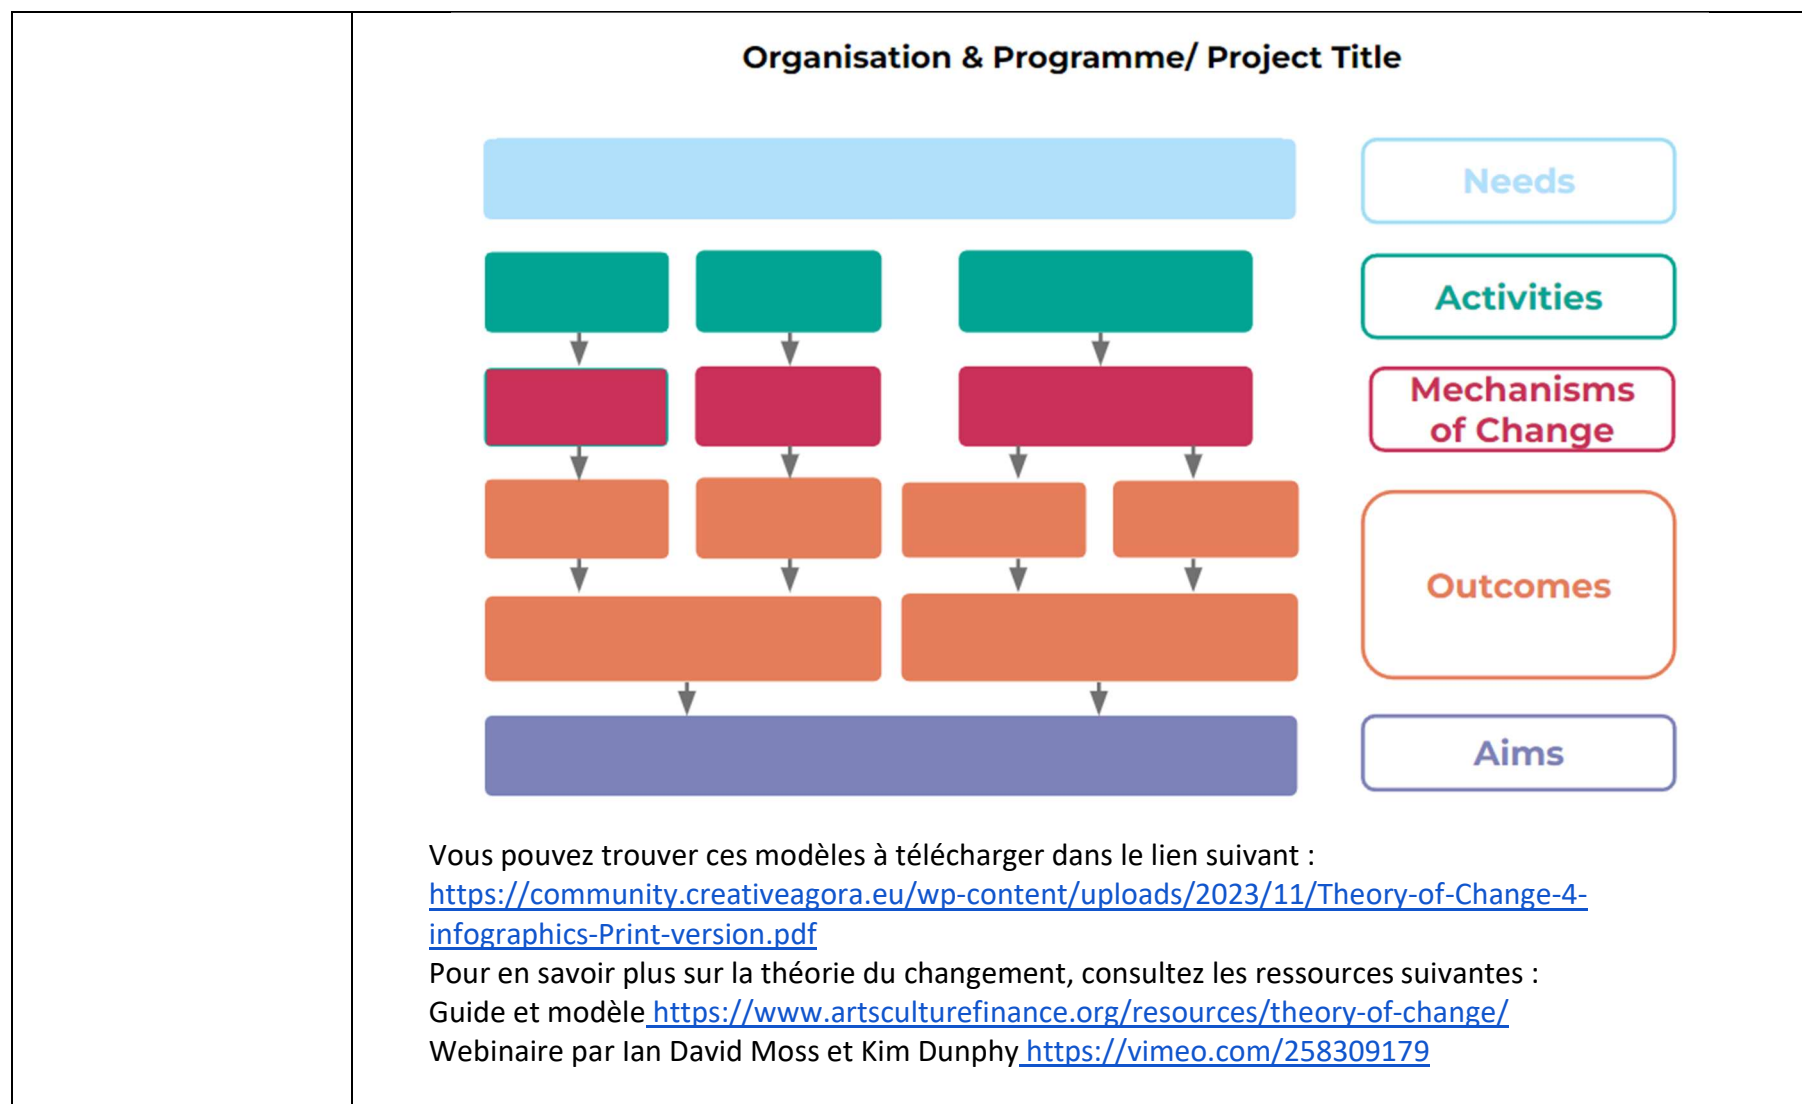 Organisation & Programme/ Project Title
Needs
Activities
Mechanisms
of Change
Outcomes
Aims
Vous pouvez trouver ces modèles à télécharger dans le lien suivant :
https://community.creativeagora.eu/wp-content/uploads/2023/11/Theory-of-Change-4-
infographics-Print-version.pdf
Pour en savoir plus sur la théorie du changement, consultez les ressources suivantes :
Guide et modèle https://www.artsculturefinance.org/resources/theory-of-change/
Webinaire par Ian David Moss et Kim Dunphy https://vimeo.com/258309179